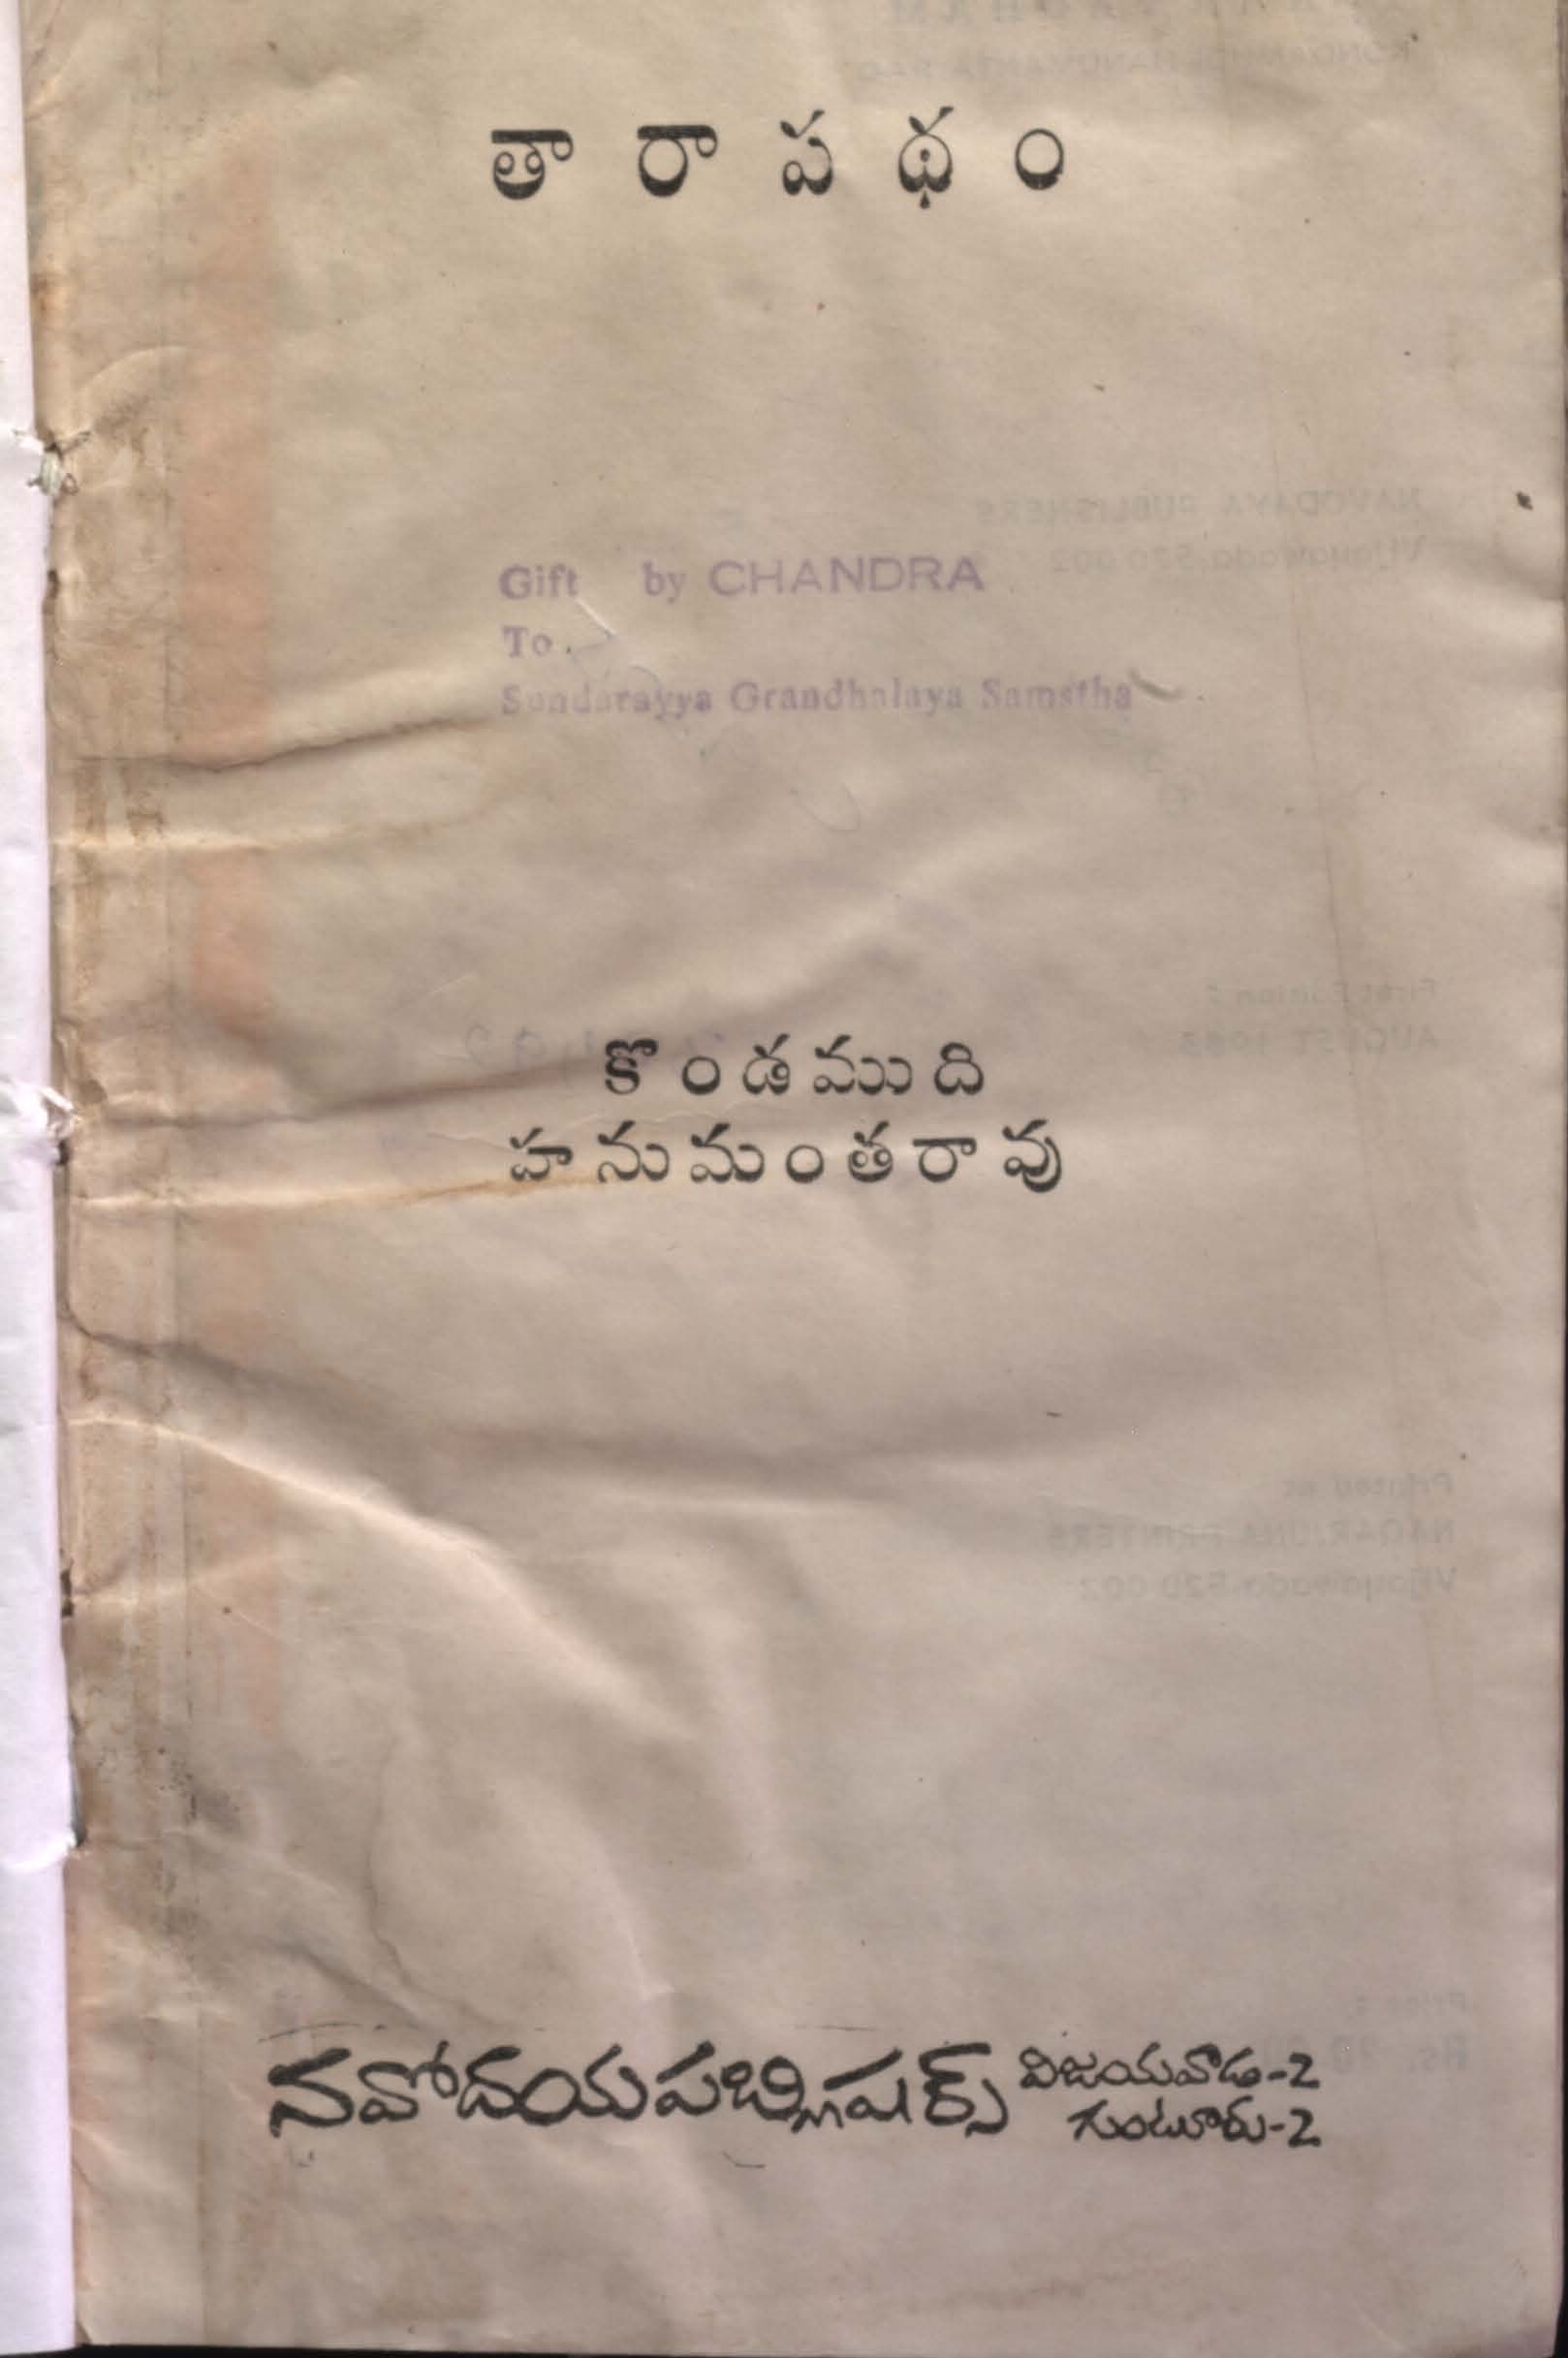 తారాపథం
Gift by CHANDRA
To
Sundarayya Grandhalaya Samstha
కొండముది
హనుమంతరావు
నవోదయ పబ్లిషర్స్ విజయవాడ-2
గుంటూరు-2